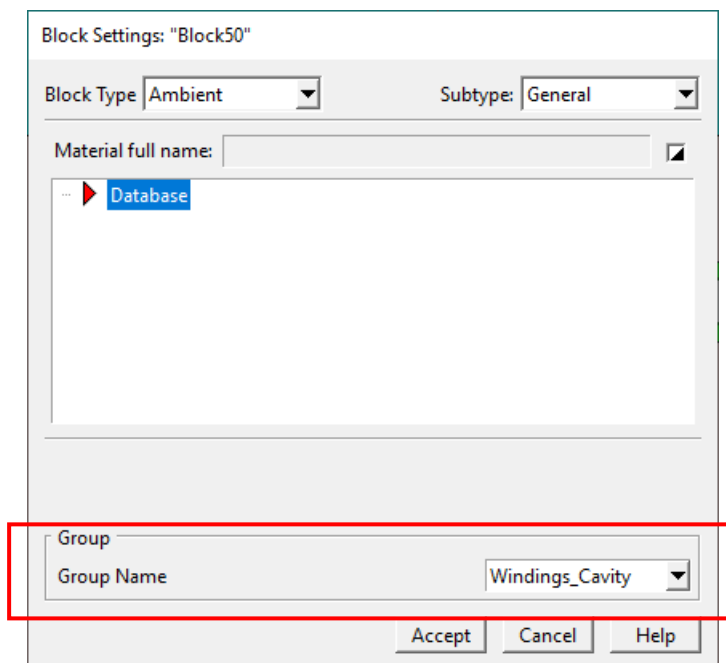 Block Settings: "Block50"
Block Type Ambient Subtype: General
Material full name:
Database
Group
Group Name Windings_Cavity
Accept Cancel Help